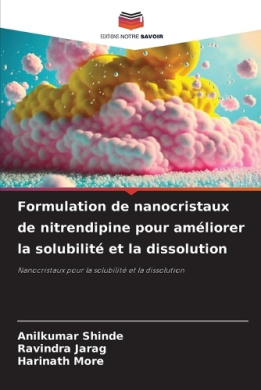 EDITIONS NOTRE SAVOIR
Formulation de nanocristaux
de nitrendipine pour améliorer
la solubilité et la dissolution
Nanocristaux pour la solubilité et la dissolution
Anilkumar Shinde
Ravindra Jarag
Harinath More